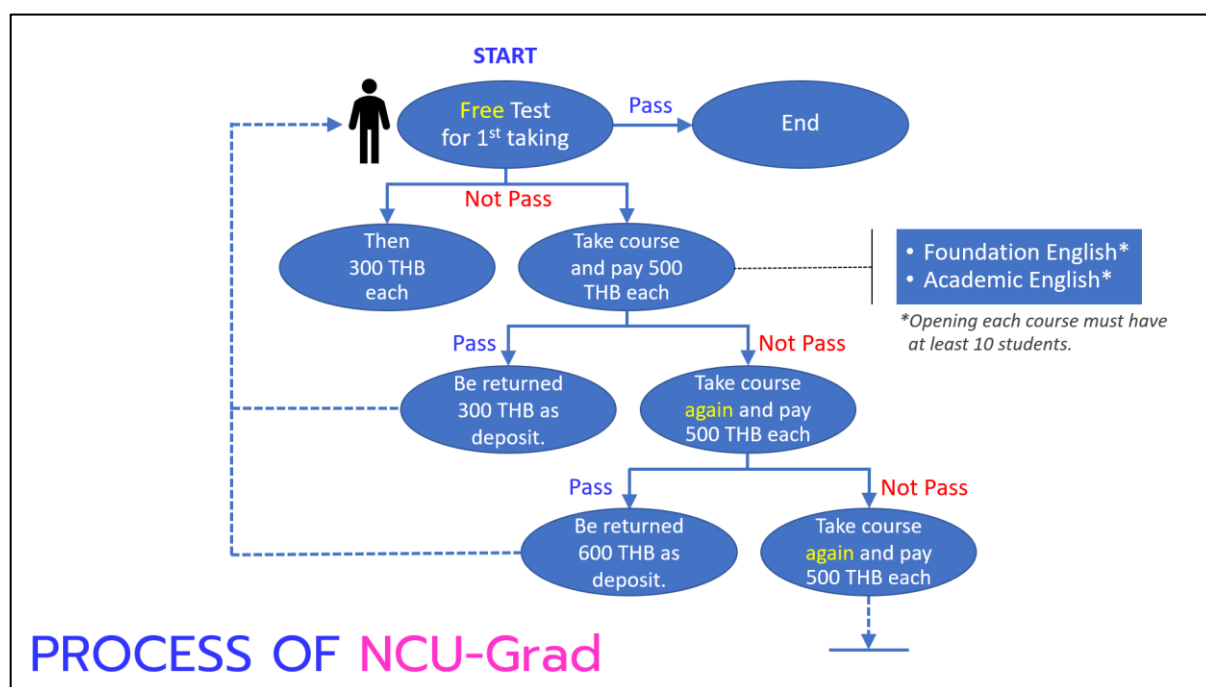 START
Free Test
for 1st taking
Pass
End
Not Pass
Then
300 THB
each
Take course
and pay 500
THB each
• Foundation English*
• Academic English*
*Opening each course must have
at least 10 students.
Pass
Not Pass
Be returned
300 THB as
deposit.
Take course
again and pay
500 THB each
Pass
Not Pass
Be returned
600 THB as
deposit.
Take course
again and pay
500 THB each
PROCESS OF NCU-Grad